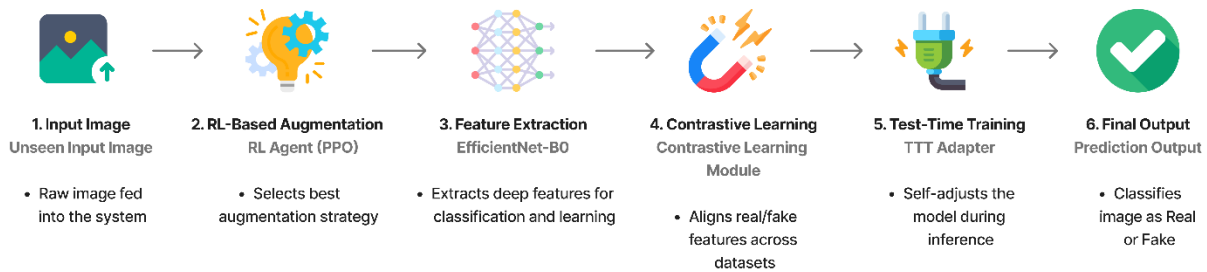 1. Input Image
Unseen Input Image
• Raw image fed
into the system
2. RL-Based Augmentation
RL Agent (PPO)
• Selects best
augmentation strategy
3. Feature Extraction
EfficientNet-B0
• Extracts deep features for
classification and learning
4. Contrastive Learning
Contrastive Learning
Module
• Aligns real/fake
features across
datasets
5. Test-Time Training
TTT Adapter
• Self-adjusts the
model during
inference
6. Final Output
Prediction Output
• Classifies
image as Real
or Fake